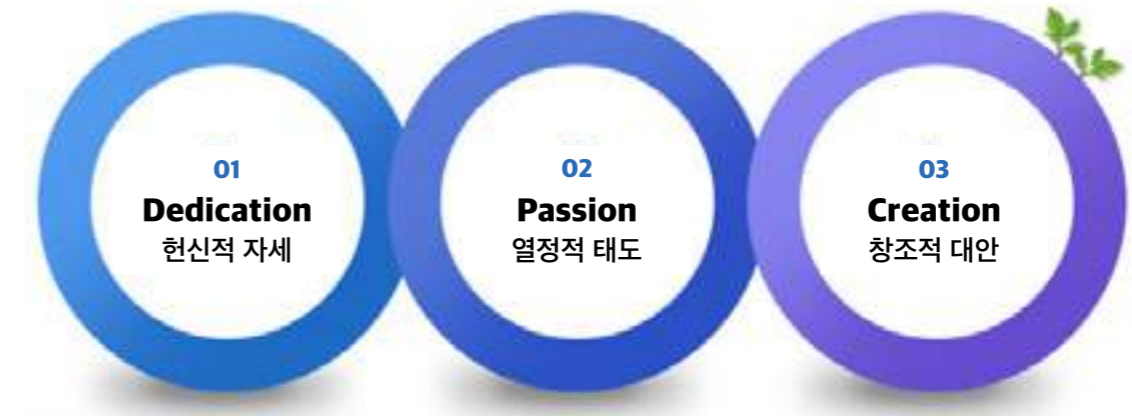 01
Dedication
헌신적 자세
02
Passion
열정적 태도
03
Creation
창조적 대안